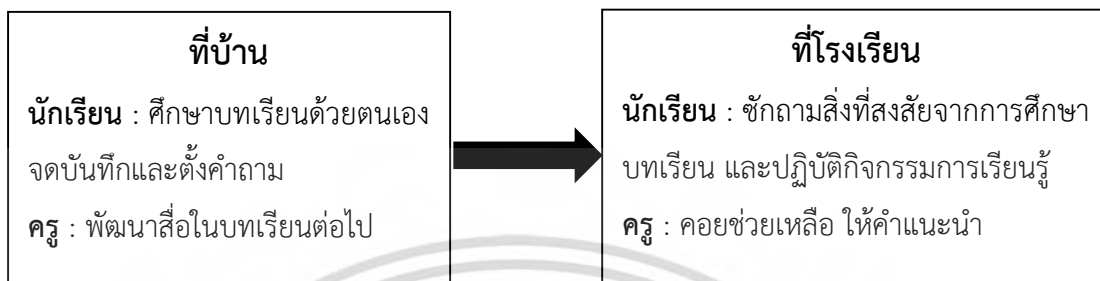 ที่บ้าน
นักเรียน : ศึกษาบทเรียนด้วยตนเอง
จดบันทึกและตั้งคำถาม
ครู : พัฒนาสื่อในบทเรียนต่อไป
ที่โรงเรียน
นักเรียน : ซักถามสิ่งที่สงสัยจากการศึกษา
บทเรียน และปฏิบัติกิจกรรมการเรียนรู้
ครู : คอยช่วยเหลือ ให้คำแนะนำ